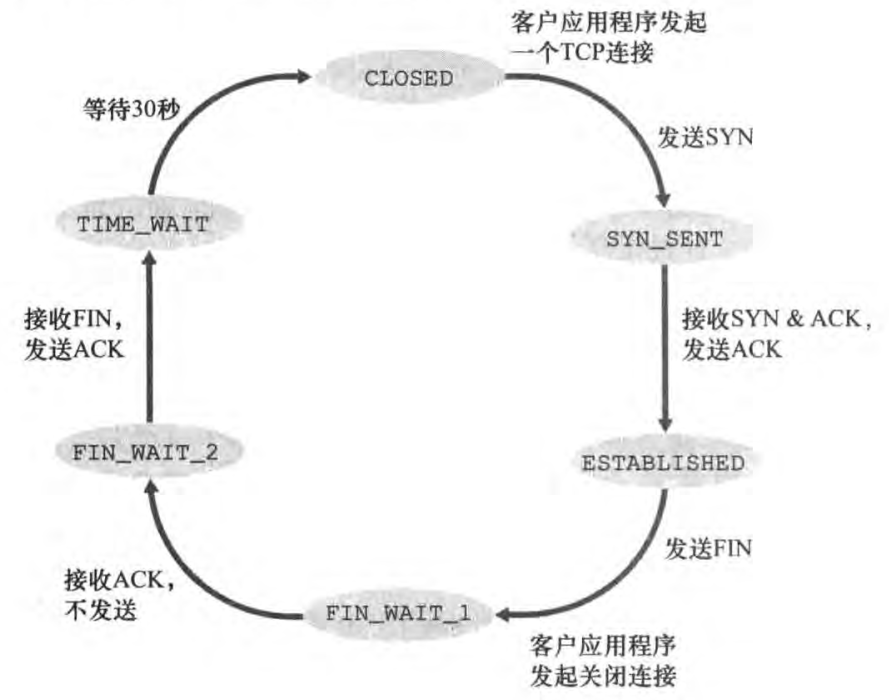 客户应用程序发起
一个TCP连接
CLOSED
等待30秒
发送SYN
TIME_WAIT
SYN_SENT
接收FIN，
发送ACK
接收SYN & ACK，
发送ACK
FIN_WAIT_2
ESTABLISHED
发送FIN
接收ACK，
不发送
FIN_WAIT_1
客户应用程序
发起关闭连接